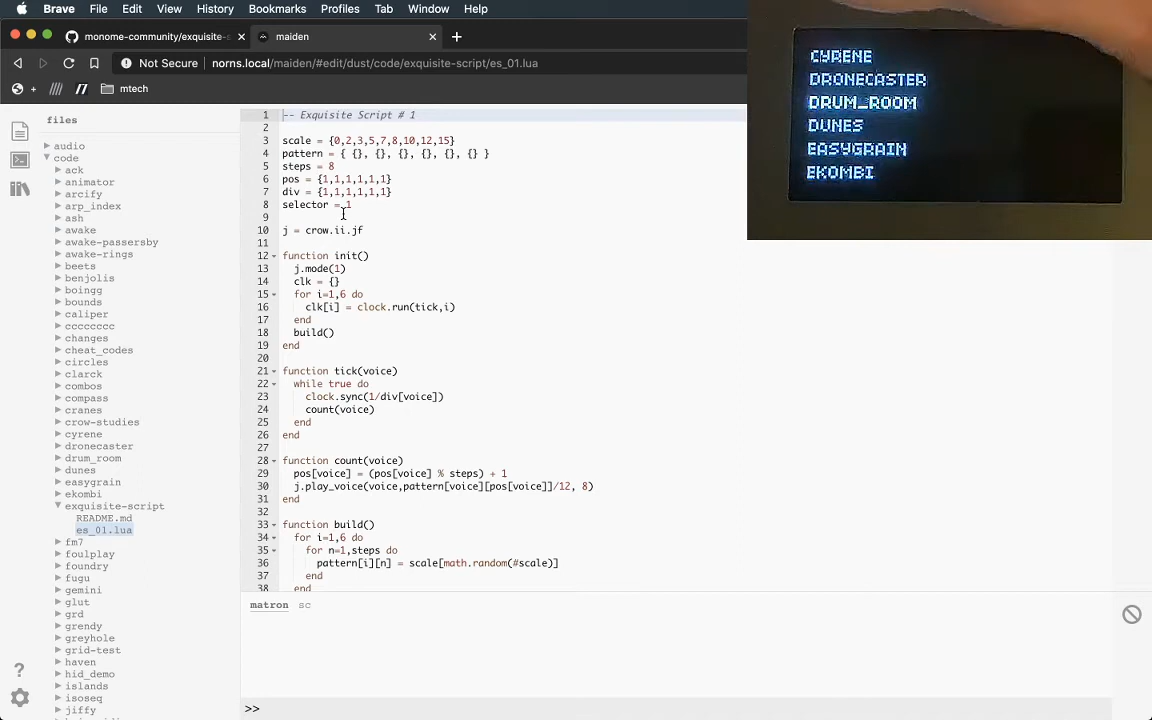 Brave File Edit View History Bookmarks Profiles Tab Window Help
monome-community/exquisite-s
maiden
Not Secure norns.local/maiden/#edit/dust/code/exquisite-script/es_01.lua
mtech
CYRENE
DRONECASTER
DRUM_ROOM
DUNES
EASYGRAIN
EKOMBI
files
audio
code
ack
animator
arcify
arp_index
ash
awake
awake-passersby
awake-rings
beets
benjolis
boingg
bounds
caliper
cccccccc
changes
cheat_codes
circles
clarck
combos
compass
cranes
crow-studies
cyrene
dronecaster
drum_room
dunes
easygrain
ekombi
exquisite-script
README.md
es_01.lua
fm7
foulplay
foundry
fugu
gemini
glut
grd
grendy
greyhole
grid-test
haven
hid_demo
islands
isoseq
jiffy
1 -- Exquisite Script # 1
2
3 scale = {0,2,3,5,7,8,10,12,15}
4 pattern = { {}, {}, {}, {}, {}, {} }
5 steps = 8
6 pos = {1,1,1,1,1,1}
7 div = {1,1,1,1,1,1}
8 selector = 1
9
10 j = crow.ii.jf
11
12 function init()
13 j.mode(1)
14 clk = {}
15 for i=1,6 do
16 clk[i] = clock.run(tick,i)
17 end
18 build()
19 end
20
21 function tick(voice)
22 while true do
23 clock.sync(1/div[voice])
24 count(voice)
25 end
26 end
27
28 function count(voice)
29 pos[voice] = (pos[voice] % steps) + 1
30 j.play_voice(voice,pattern[voice][pos[voice]]/12, 8)
31 end
32
33 function build()
34 for i=1,6 do
35 for n=1,steps do
36 pattern[i][n] = scale[math.random(#scale)]
37 end
38 end
matron sc
>>